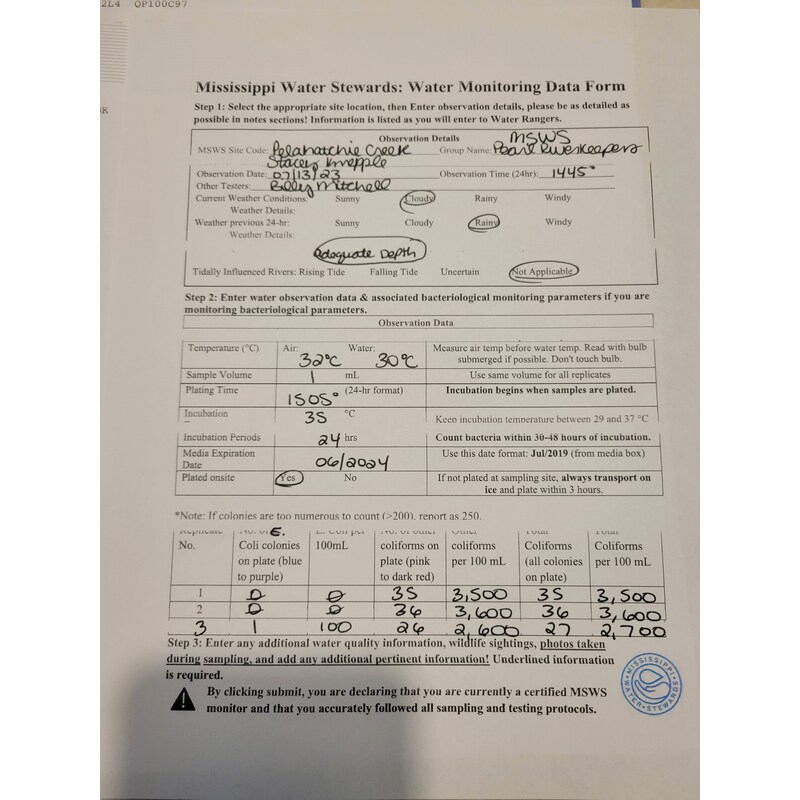 2L4 QP100C97
K
Mississippi Water Stewards: Water Monitoring Data Form
Step 1: Select the appropriate site location, then Enter observation details, please be as detailed as
possible in notes sections! Information is listed as you will enter to Water Rangers.
Observation Details MSWS
MSWS Site Code: Pelahatchie Creek Group Name: Pearl Riverkeepers
Stacey Knepple
Observation Date: 07/13/23 Observation Time (24hr): 1445
Other Testers: Billy Mitchell
Current Weather Conditions: Sunny Cloudy Rainy Windy
Weather Details:
Weather previous 24-hr: Sunny Cloudy Rainy Windy
Weather Details:
Adequate Depth
Tidally Influenced Rivers: Rising Tide Falling Tide Uncertain Not Applicable
Step 2: Enter water observation data & associated bacteriological monitoring parameters if you are
monitoring bacteriological parameters.
Observation Data
Temperature (°C) Air: 32°C Water: 30°C Measure air temp before water temp. Read with bulb
submerged if possible. Don't touch bulb.
Sample Volume 1 mL Use same volume for all replicates
Plating Time 1505 (24-hr format) Incubation begins when samples are plated.
Incubation 35 °C Keep incubation temperature between 29 and 37 °C
Incubation Periods 24 hrs Count bacteria within 30-48 hours of incubation.
Media Expiration 06/2024 Use this date format: Jul/2019 (from media box)
Date
Plated onsite Yes No If not plated at sampling site, always transport on
ice and plate within 3 hours.
*Note: If colonies are too numerous to count (>200), report as 250.
Replicate No. of E. E. Coli per No. of other Other Total Total
No. Coli colonies 100mL coliforms on coliforms Coliforms Coliforms
on plate (blue plate (pink per 100 mL (all colonies per 100 mL
to purple) to dark red) on plate)
1 0 0 35 3,500 35 3,500
2 0 0 36 3,600 36 3,600
3 1 100 26 2,600 27 2,700
Step 3: Enter any additional water quality information, wildlife sightings, photos taken
during sampling, and add any additional pertinent information! Underlined information
is required.
By clicking submit, you are declaring that you are currently a certified MSWS
monitor and that you accurately followed all sampling and testing protocols.
MISSISSIPPI WATER STEWARDS